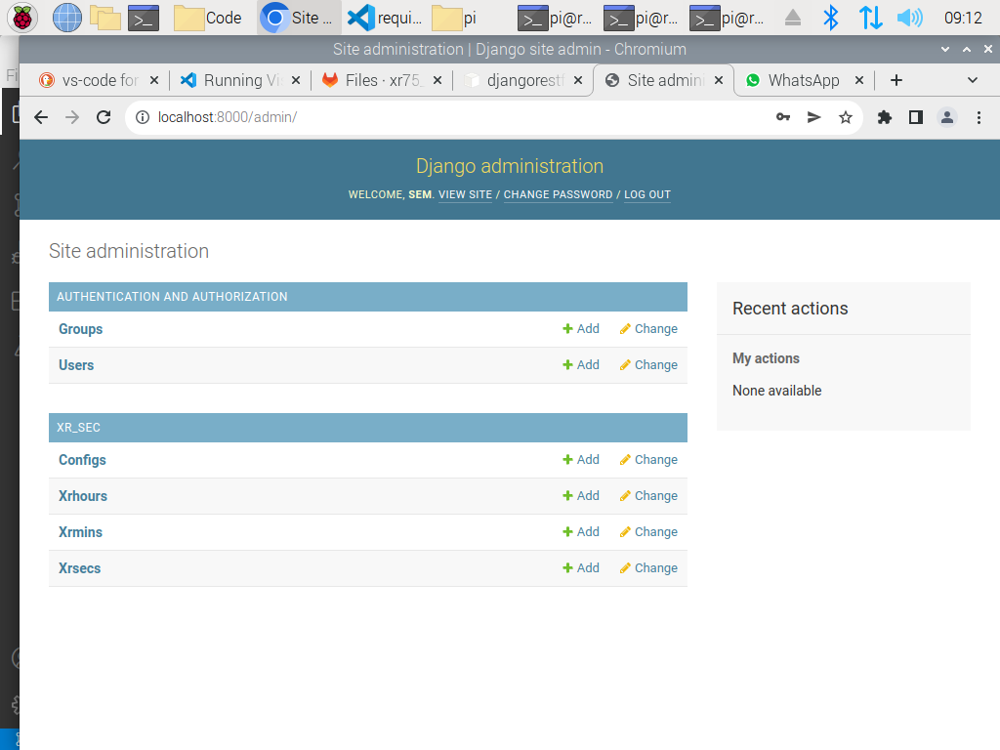 Code
Site ...
requi...
pi
pi@r...
pi@r...
pi@r...
09:12
Site administration | Django site admin - Chromium
Fi
vs-code for
Running Vi
Files · xr75_
djangorestf
Site admini
WhatsApp
localhost:8000/admin/
Django administration
WELCOME, SEM. VIEW SITE / CHANGE PASSWORD / LOG OUT
Site administration
AUTHENTICATION AND AUTHORIZATION
Groups Add Change
Users Add Change
XR_SEC
Configs Add Change
Xrhours Add Change
Xrmins Add Change
Xrsecs Add Change
Recent actions
My actions
None available